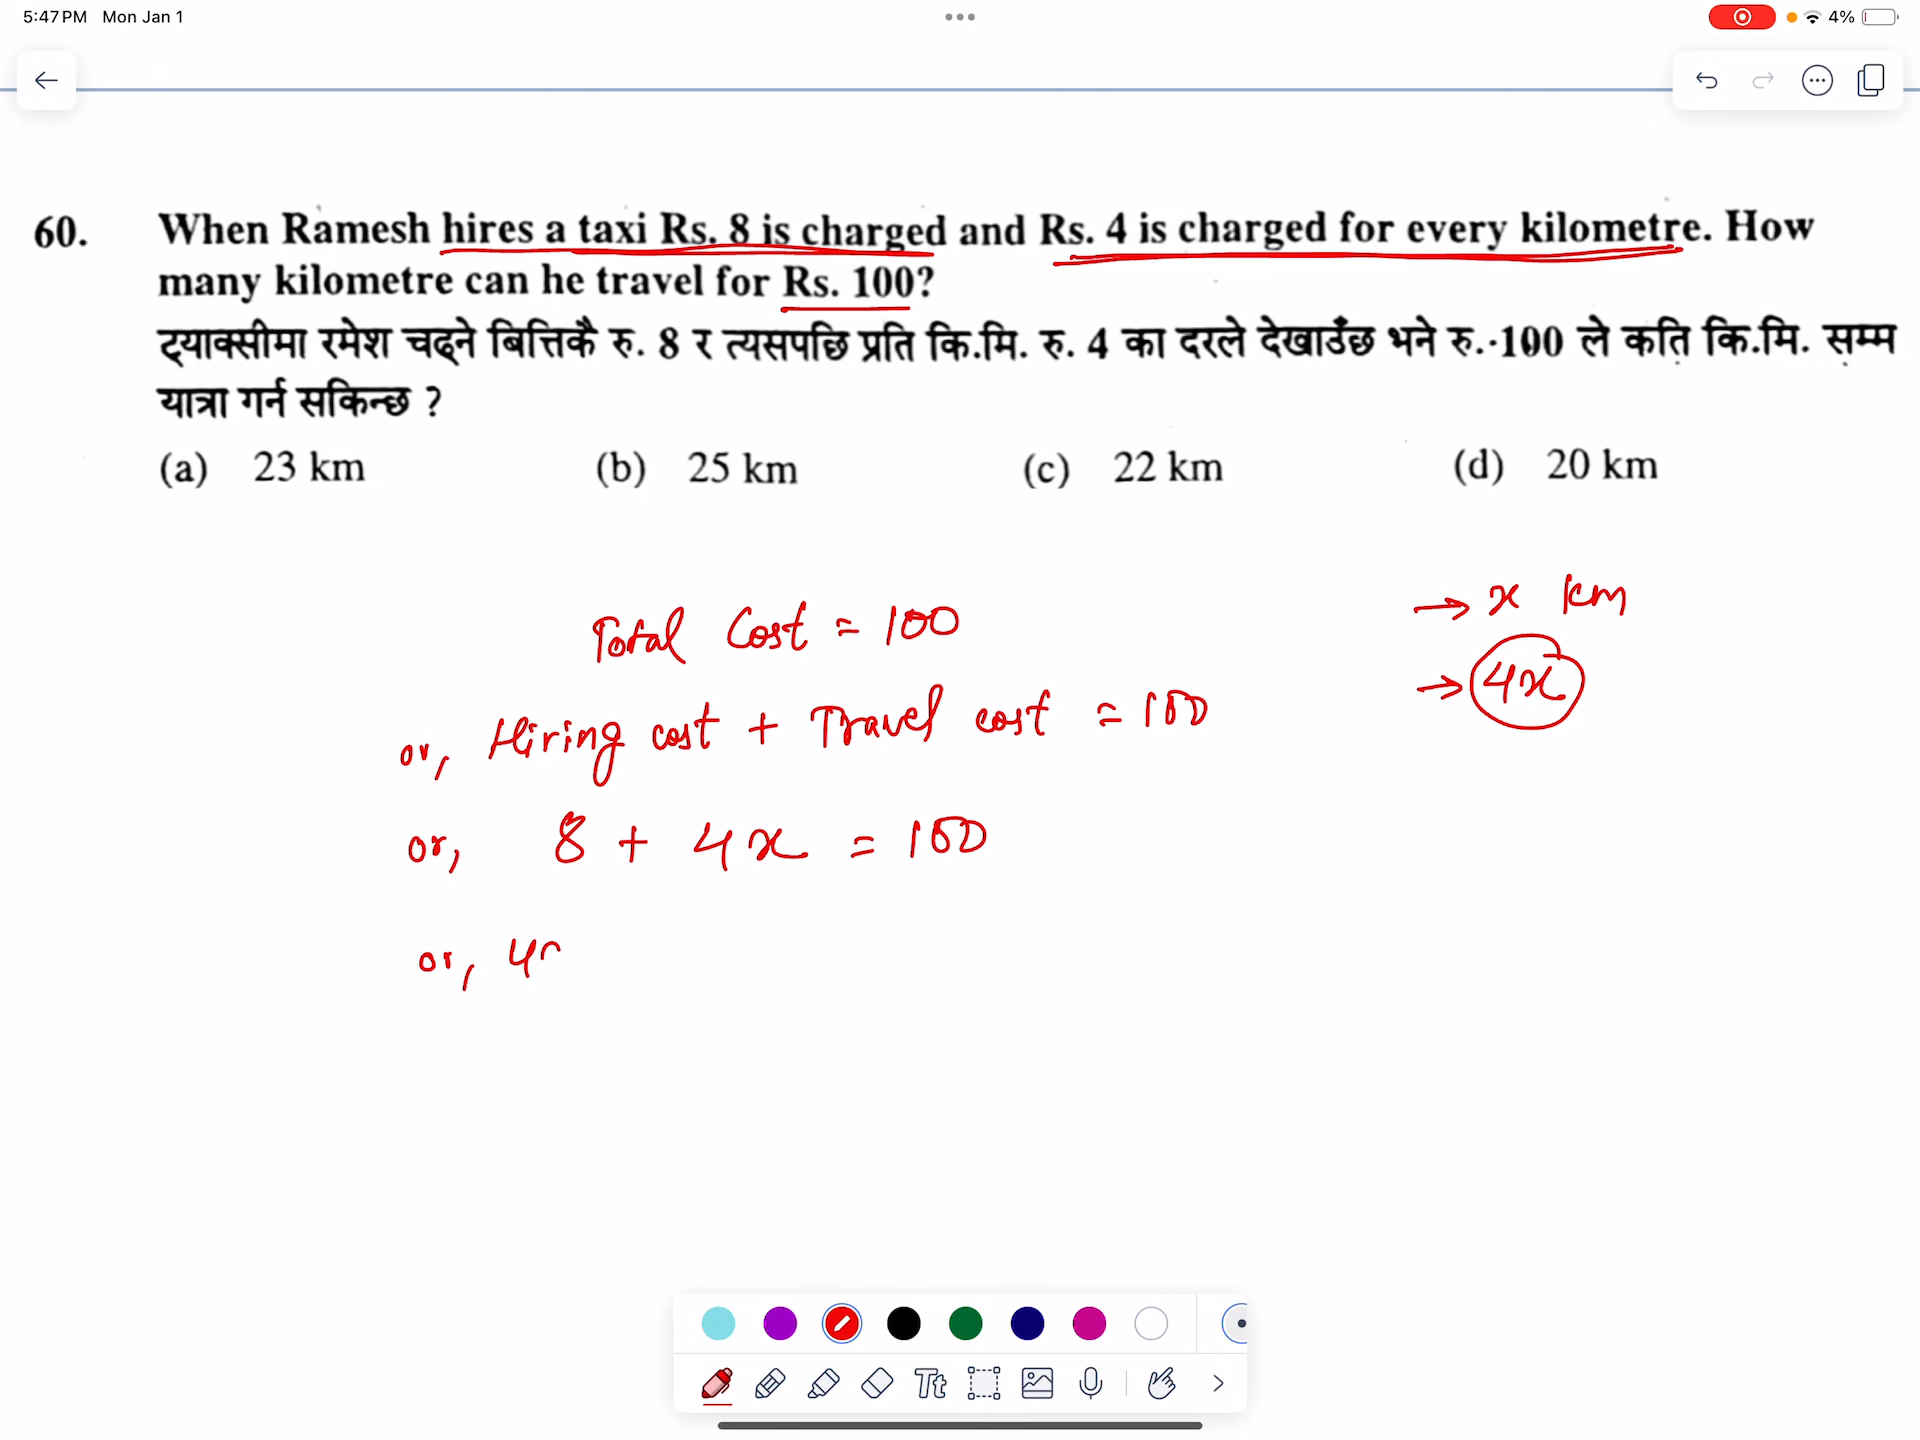 5:47 PM Mon Jan 1
4%
60. When Ramesh hires a taxi Rs. 8 is charged and Rs. 4 is charged for every kilometre. How
many kilometre can he travel for Rs. 100?
ट्याक्सीमा रमेश चढ्ने बित्तिकै रु. 8 र त्यसपछि प्रति कि.मि. रु. 4 का दरले देखाउँछ भने रु. 100 ले कति कि.मि. सम्म
यात्रा गर्न सकिन्छ ?
(a) 23 km (b) 25 km (c) 22 km (d) 20 km
Total Cost = 100
→ x km
→ 4x
or, Hiring cost + Travel cost = 100
or, 8 + 4x = 100
or, 4
Tt